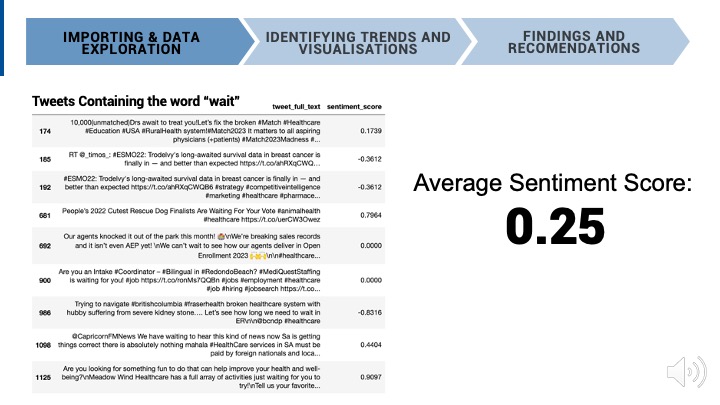 IMPORTING & DATA
EXPLORATION
IDENTIFYING TRENDS AND
VISUALISATIONS
FINDINGS AND
RECOMENDATIONS
Tweets Containing the word “wait”
tweet_full_text sentiment_score
174 10,000|unmatched|Drs await to treat you!Let's fix the broken #Match #Healthcare 0.1739
#Education #USA #RuralHealth system!#Match2023 It matters to all aspiring
physicians (+patients) #Match2023Madness #...
185 RT @_timos_: #ESMO22: Trodelvy's long-awaited survival data in breast cancer is -0.3612
finally in — and better than expected https://t.co/ahRXqCWQ...
192 #ESMO22: Trodelvy's long-awaited survival data in breast cancer is finally in — and -0.3612
better than expected https://t.co/ahRXqCWQB6 #strategy #competitiveintelligence
#marketing #healthcare #pharmace...
681 People's 2022 Cutest Rescue Dog Finalists Are Waiting For Your Vote #animalhealth 0.7964
#healthcare https://t.co/uerCW3Owez
692 Our agents knocked it out of the park this month! 🙈\n\nWe're breaking sales records 0.0000
and it isn't even AEP yet! \nWe can't wait to see how our agents deliver in Open
Enrollment 2023 🙌🙌\n\n#healthcare...
900 Are you an Intake #Coordinator - #Bilingual in #RedondoBeach? #MediQuestStaffing 0.0000
is waiting for you! #job https://t.co/ronMs7QQBn #jobs #employment #healthcare
#job #hiring #jobsearch https://t.co...
986 Trying to navigate #britishcolumbia #fraserhealth broken healthcare system with -0.8316
hubby suffering from severe kidney stone.... Let's see how long we need to wait in
ER\n\n@bcndp #healthcare
1098 @CapricornFMNews We have waiting to hear this kind of news now Sa is getting 0.4404
things correct there is absolutely nothing mahala #HealthCare services in SA must be
paid by foreign nationals and loca...
1125 Are you looking for something fun to do that can help improve your health and well- 0.9097
being?\nMeadow Wind Healthcare has a full array of activities just waiting for you to
try!\nTell us your favorite...
Average Sentiment Score:
0.25